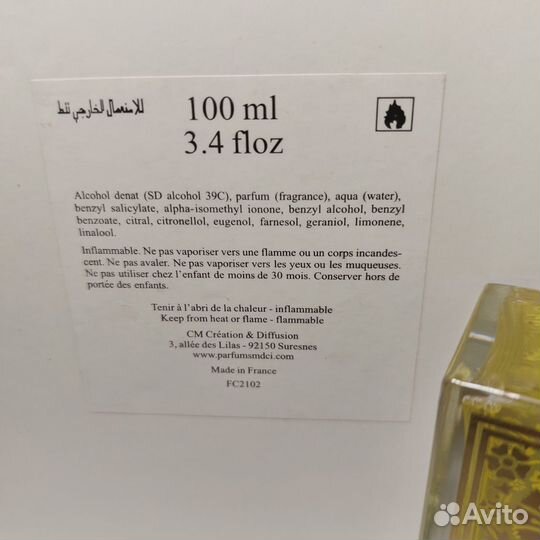 للاستعمال الخارجي فقط
100 ml
3.4 floz
Alcohol denat (SD alcohol 39C), parfum (fragrance), aqua (water),
benzyl salicylate, alpha-isomethyl ionone, benzyl alcohol, benzyl
benzoate, citral, citronellol, eugenol, farnesol, geraniol, limonene,
linalool.
Inflammable. Ne pas vaporiser vers une flamme ou un corps incandes-
cent. Ne pas avaler. Ne pas vaporiser vers les yeux ou les muqueuses.
Ne pas utiliser chez l'enfant de moins de 30 mois. Conserver hors de
portée des enfants.
Tenir à l'abri de la chaleur - inflammable
Keep from heat or flame - flammable
CM Création & Diffusion
3, allée des Lilas - 92150 Suresnes
www.parfumsmdci.com
Made in France
FC2102
Avito